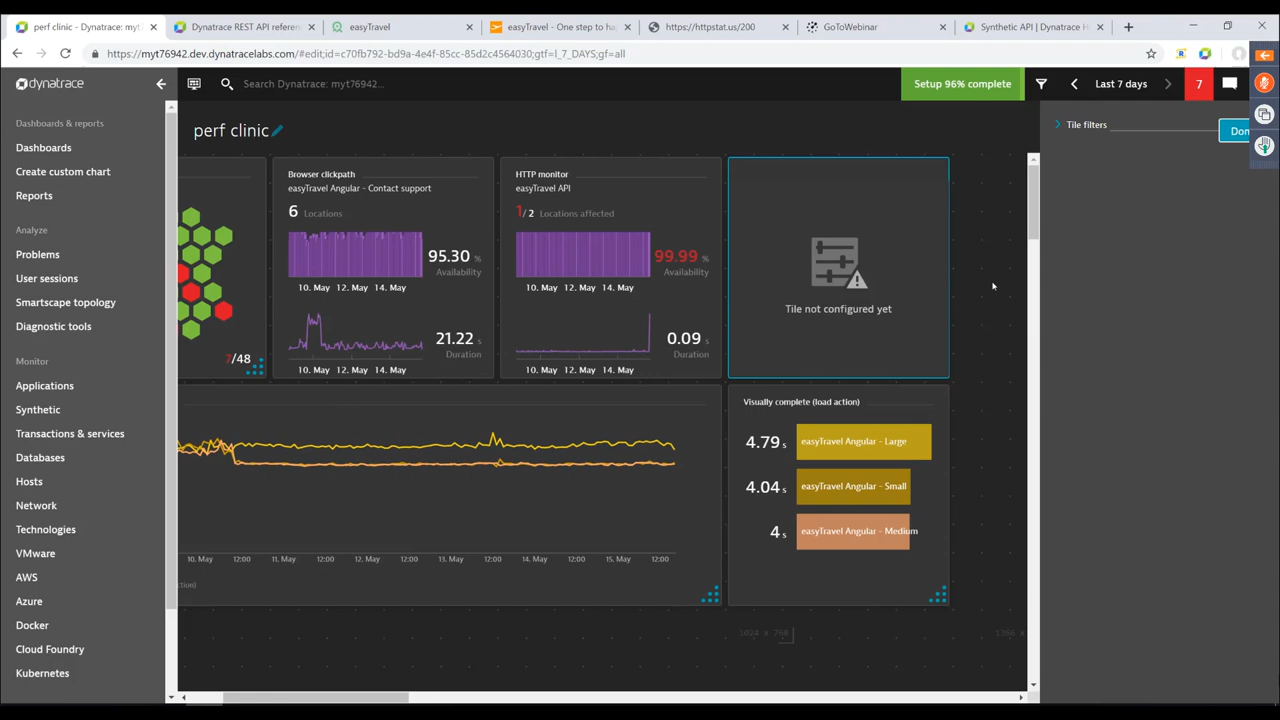 perf clinic - Dynatrace: myt76
Dynatrace REST API referen
easyTravel
easyTravel - One step to ha
https://httpstat.us/200
GoToWebinar
Synthetic API | Dynatrace H
https://myt76942.dev.dynatracelabs.com/#edit;id=c70fb792-bd9a-4e4f-85cc-85d2c4564030;gtf=l_7_DAYS;gf=all
dynatrace
Search Dynatrace: myt76942...
Setup 96% complete
Last 7 days
7
Dashboards & reports
Dashboards
Create custom chart
Reports
Analyze
Problems
User sessions
Smartscape topology
Diagnostic tools
Monitor
Applications
Synthetic
Transactions & services
Databases
Hosts
Network
Technologies
VMware
AWS
Azure
Docker
Cloud Foundry
Kubernetes
perf clinic
Tile filters
Don
7/48
Browser clickpath
easyTravel Angular - Contact support
6 Locations
95.30 %
Availability
10. May 12. May 14. May
21.22 s
Duration
10. May 12. May 14. May
HTTP monitor
easyTravel API
1/2 Locations affected
99.99 %
Availability
10. May 12. May 14. May
0.09 s
Duration
10. May 12. May 14. May
Tile not configured yet
10. May 12:00 11. May 12:00 12. May 12:00 13. May 12:00 14. May 12:00 15. May 12:00
ction)
Visually complete (load action)
4.79 s easyTravel Angular - Large
4.04 s easyTravel Angular - Small
4 s easyTravel Angular - Medium
1024 x 768
1366 x